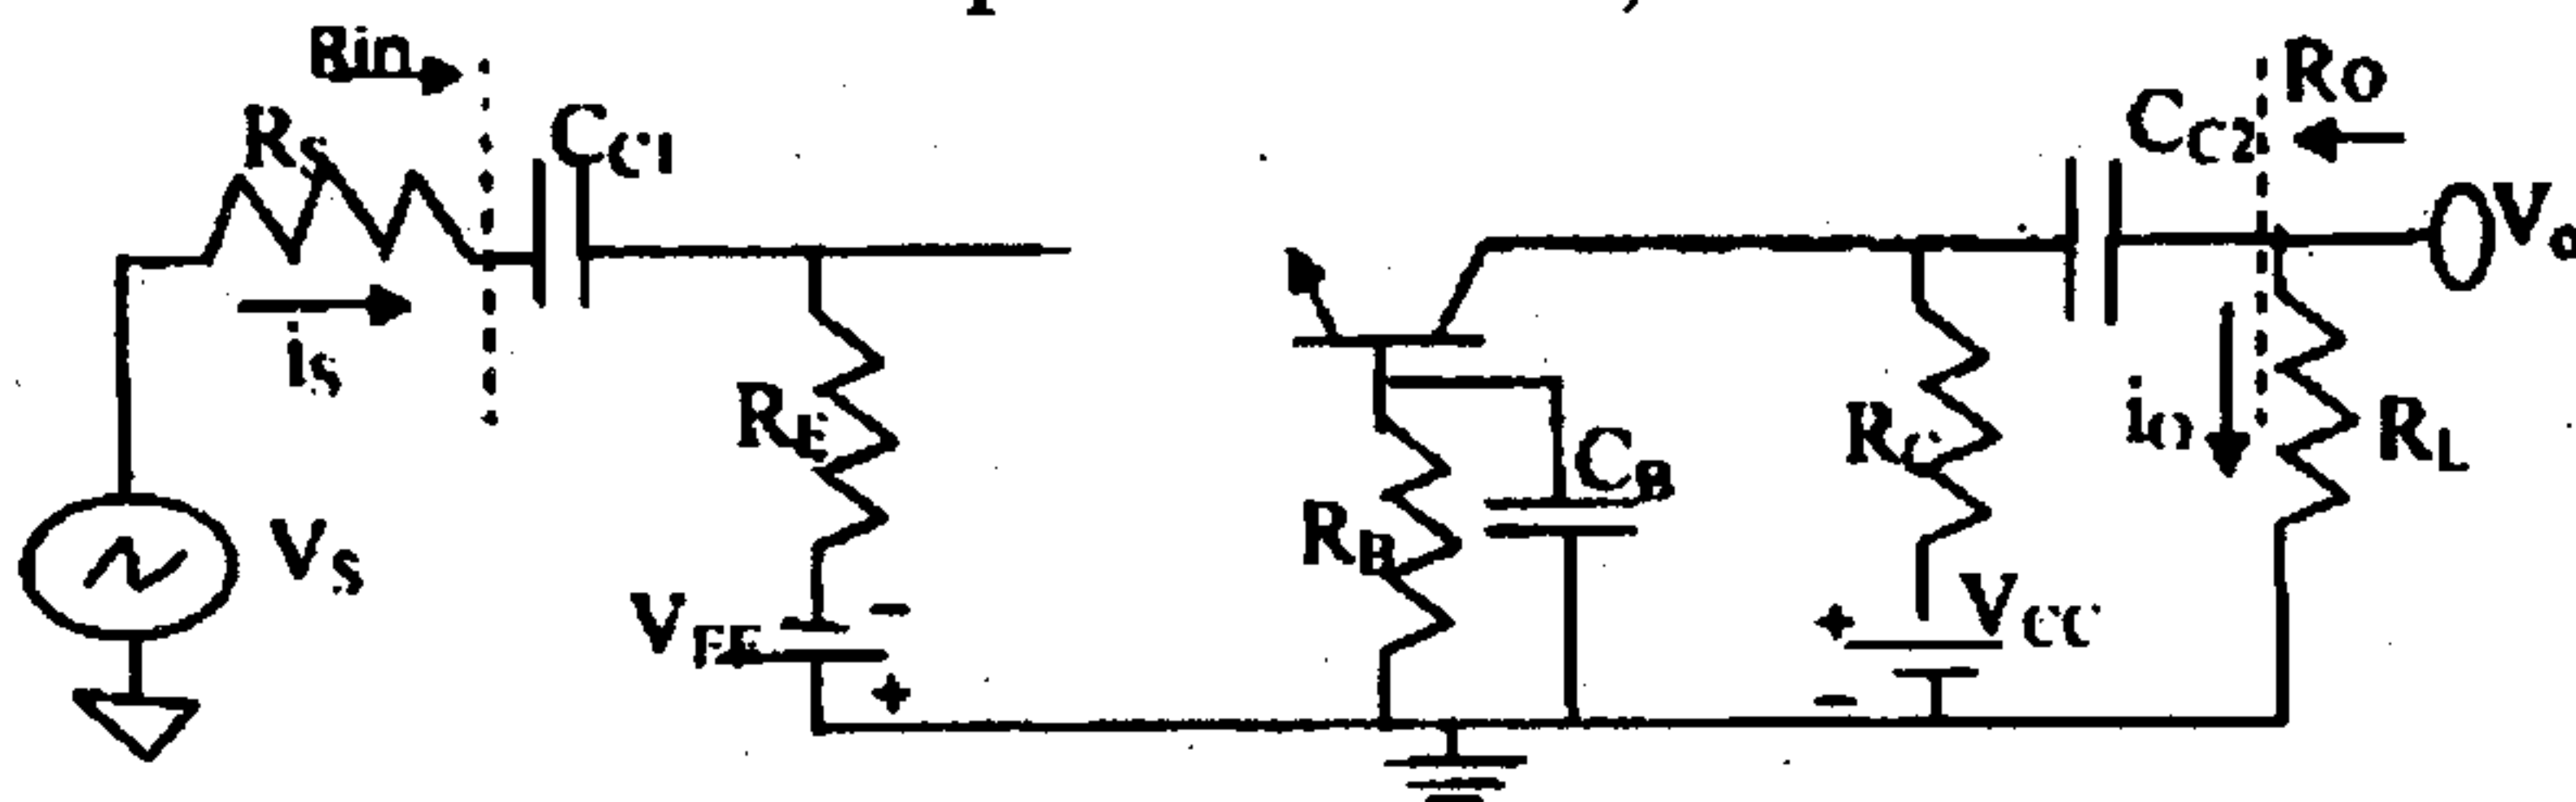 Rin
RS
CC1
iS
VS
RE
VEE
-
+
RB
CB
RC
+
VCC
-
CC2
Ro
Vo
iO
RL